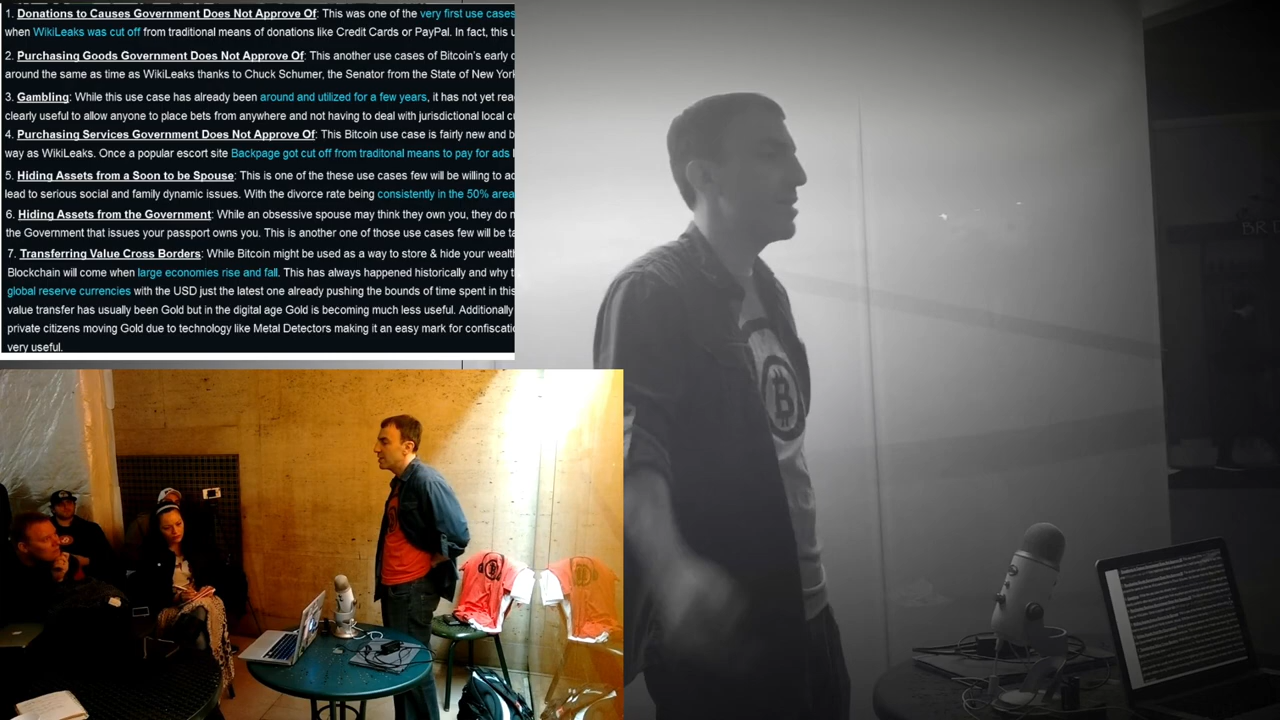 1. Donations to Causes Government Does Not Approve Of: This was one of the very first use cases
when WikiLeaks was cut off from traditional means of donations like Credit Cards or PayPal. In fact, this u
2. Purchasing Goods Government Does Not Approve Of: This another use cases of Bitcoin's early
around the same as time as WikiLeaks thanks to Chuck Schumer, the Senator from the State of New York
3. Gambling: While this use case has already been around and utilized for a few years, it has not yet rea
clearly useful to allow anyone to place bets from anywhere and not having to deal with jurisdictional local
4. Purchasing Services Government Does Not Approve Of: This Bitcoin use case is fairly new and b
way as WikiLeaks. Once a popular escort site Backpage got cut off from traditonal means to pay for ads
5. Hiding Assets from a Soon to be Spouse: This is one of the these use cases few will be willing to
lead to serious social and family dynamic issues. With the divorce rate being consistently in the 50% area
6. Hiding Assets from the Government: While an obsessive spouse may think they own you, they do
the Government that issues your passport owns you. This is another one of those use cases few will be ta
7. Transferring Value Cross Borders: While Bitcoin might be used as a way to store & hide your wealt
Blockchain will come when large economies rise and fall. This has always happened historically and why
global reserve currencies with the USD just the latest one already pushing the bounds of time spent in this
value transfer has usually been Gold but in the digital age Gold is becoming much less useful. Additionally
private citizens moving Gold due to technology like Metal Detectors making it an easy mark for confiscatio
very useful.